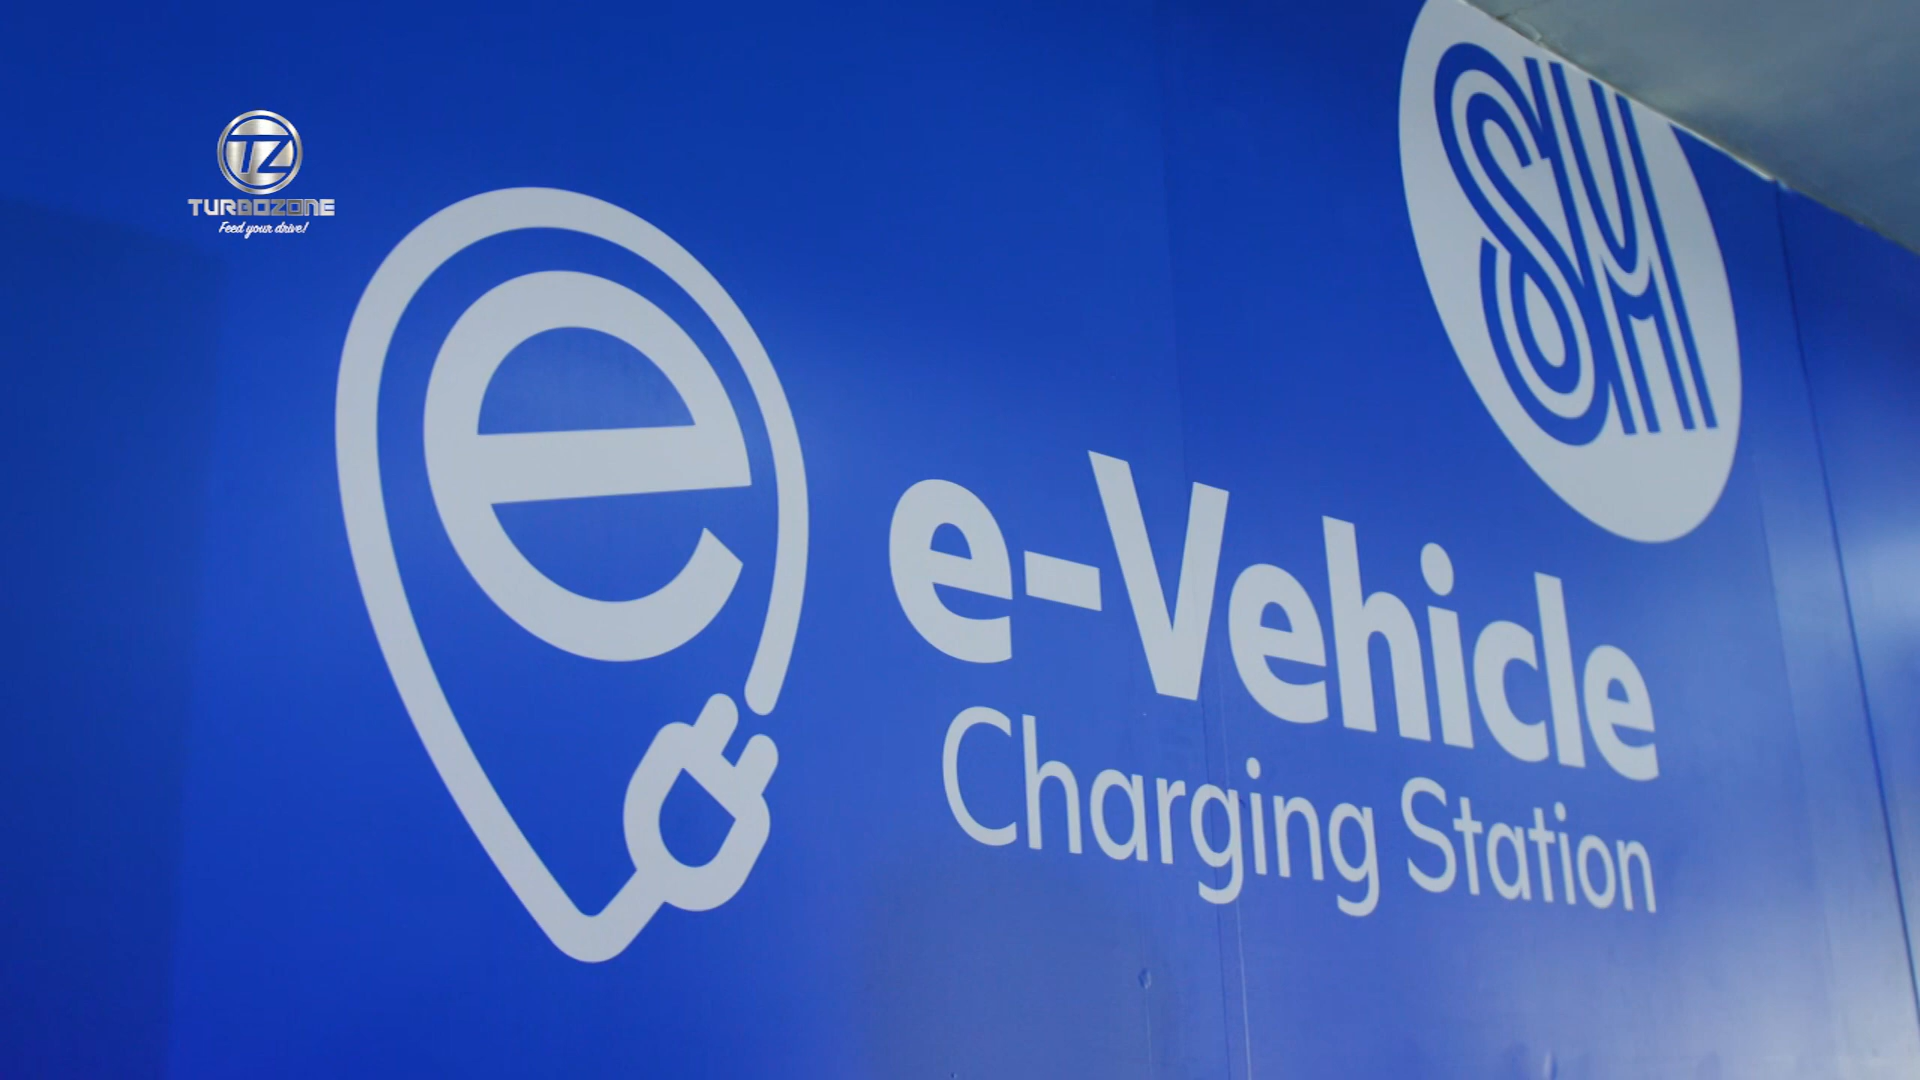 TZ
TURBOZONE
Feed your drive!
SM
e
e-Vehicle
Charging Station